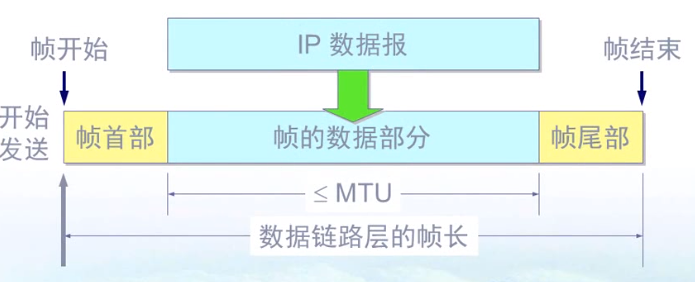 IP 数据报
帧开始
帧结束
开始
发送
帧首部
帧的数据部分
帧尾部
≤ MTU
数据链路层的帧长